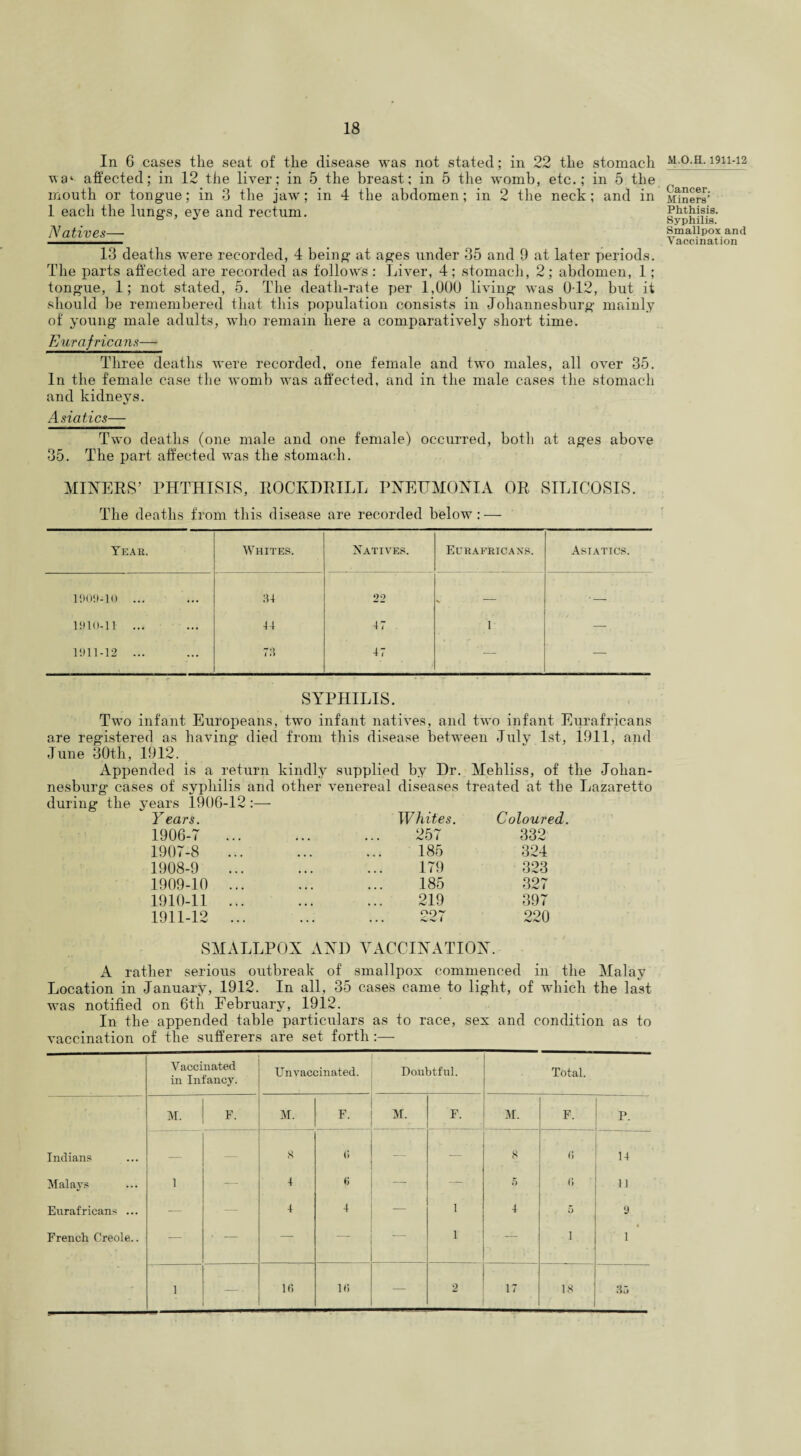 18
In 6 cases the seat of the disease was not stated; in 22 the stomach
was affected; in 12 the liver; in 5 the breast; in 5 the womb, etc.; in 5 the
mouth or tongue; in 3 the jaw; in 4 the abdomen; in 2 the neck; and in
1 each the lungs, eye and rectum.
M.O.H. 1911-12
Cancer.
Miners'
Phthisis.
Syphilis.
Smallpox and
Vaccination
Natives—
13 deaths were recorded, 4 being at ages under 35 and 9 at later periods.
The parts affected are recorded as follows: Liver, 4; stomach, 2; abdomen, 1;
tongue, 1; not stated, 5. The death-rate per 1,000 living was 0·12, but it
should be remembered that this population consists in Johannesburg mainly
of young male adults, who remain here a comparatively short time.
Eurafricans—
Three deaths were recorded, one female and two males, all over 35.
In the female case the womb was affected, and in the male cases the stomach
and kidneys.
Asiatics—
Two deaths (one male and one female) occurred, both at ages above
35. The part affected was the stomach.
MINERS' PHTHISIS, ROCKDRILL PNEUMONIA OR SILICOSIS.
The deaths from this disease are recorded below:—
Year. Whites. Natives. Eurafricans. Asiatics.
1909-10 ... ... 34 22 — —
1910-11 ... ... 44 47 1 —
1911-12 ... ... 73 47 — —
SYPHILIS.
Two infant Europeans, two infant natives, and two infant Eurafricans
are registered as having died from this disease between July 1st, 1911, and
June 30th, 1912.
Appended is a return kindly supplied by Dr. Mehliss, of the Johan-
nesburg cases of syphilis and other venereal diseases treated at the Lazaretto
during the years 1906-12:—
Years. Whites. Coloured.
1906-7 ... ... ... 257 332
1907-8 ... ... ... 185 324
1908-9 ... ... ... 179 323
1909-10 ... ... ... 185 327
1910-11 ... ... ... 219 397
1911-12 ... ... ... 227 220
SMALLPOX AND VACCINATION.
A rather serious outbreak of smallpox commenced in the Malay
Location in January, 1912. In all, 35 cases came to light, of which the last
was notified on 6th February, 1912.
In the appended table particulars as to race, sex and condition as to
vaccination of the sufferers are set forth:—
Vaccinated in Infancy. Unvaccinated. Doubtful. Total.
M. F. M. F. M. F. M. F. P.
Indians ... — — 8 6 — — 8 6 14
Malays ... 1 — 4 6 — — 5 6 11
Eurafricans ... — — 4 4 — 1 4 5 9
French Creole.. — — — — — 1 — 1 1
1 — 16 16 — 2 17 18 35